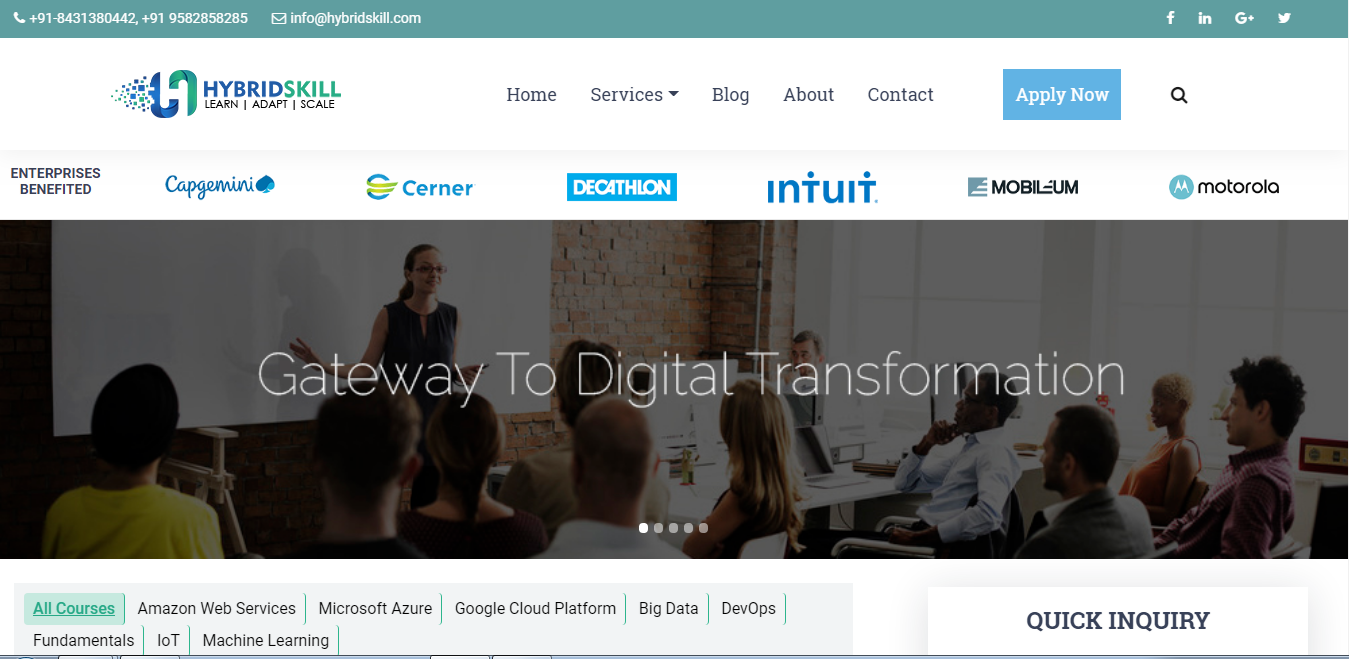 +91-8431380442, +91 9582858285 info@hybridskill.com
HYBRIDSKILL
LEARN | ADAPT | SCALE
Home Services Blog About Contact Apply Now
ENTERPRISES
BENEFITED
Capgemini Cerner DECATHLON intuit MOBILEUM motorola
Gateway To Digital Transformation
All Courses Amazon Web Services Microsoft Azure Google Cloud Platform Big Data DevOps
Fundamentals IoT Machine Learning
QUICK INQUIRY